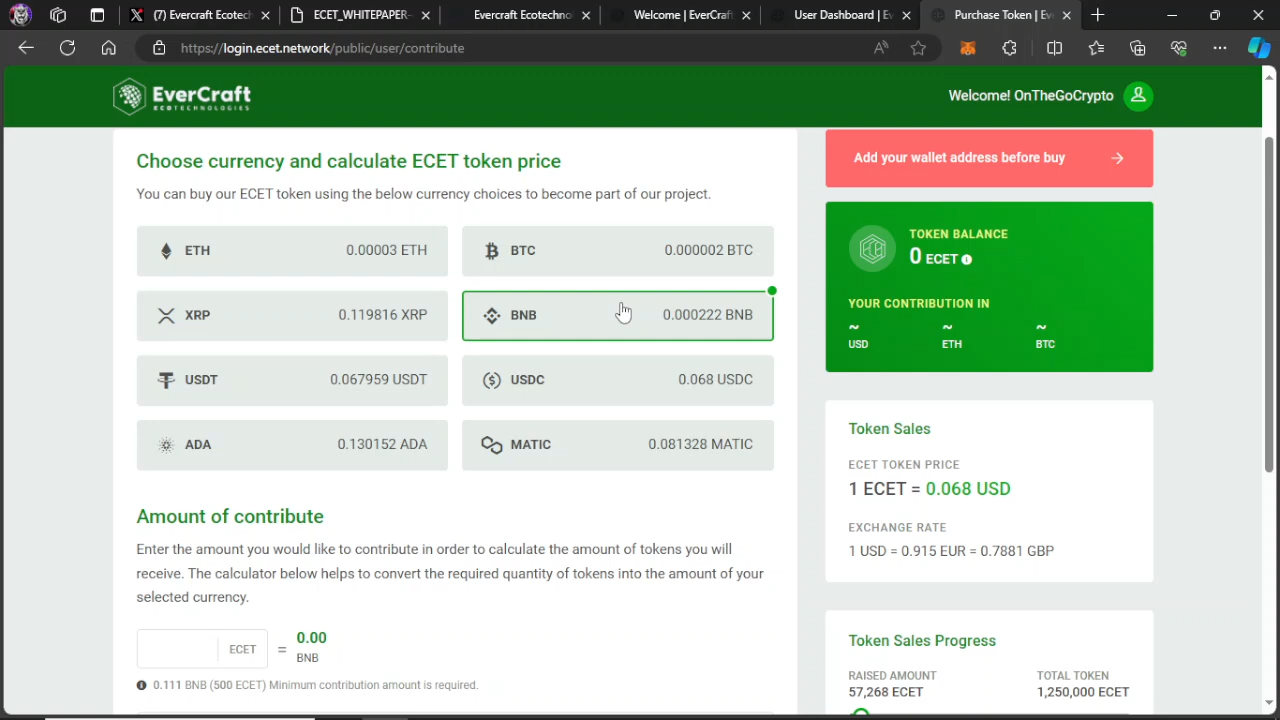 (7) Evercraft Ecotech
ECET_WHITEPAPER-
Evercraft Ecotechno
Welcome | EverCraf
User Dashboard | Ev
Purchase Token | Eve
https://login.ecet.network/public/user/contribute
EverCraft
ECOTECHNOLOGIES
Welcome! OnTheGoCrypto
Choose currency and calculate ECET token price
You can buy our ECET token using the below currency choices to become part of our project.
ETH 0.00003 ETH
BTC 0.000002 BTC
XRP 0.119816 XRP
BNB 0.000222 BNB
USDT 0.067959 USDT
USDC 0.068 USDC
ADA 0.130152 ADA
MATIC 0.081328 MATIC
Amount of contribute
Enter the amount you would like to contribute in order to calculate the amount of tokens you will
receive. The calculator below helps to convert the required quantity of tokens into the amount of your
selected currency.
ECET = 0.00
BNB
0.111 BNB (500 ECET) Minimum contribution amount is required.
Add your wallet address before buy
TOKEN BALANCE
0 ECET
YOUR CONTRIBUTION IN
~ ~ ~
USD ETH BTC
Token Sales
ECET TOKEN PRICE
1 ECET = 0.068 USD
EXCHANGE RATE
1 USD = 0.915 EUR = 0.7881 GBP
Token Sales Progress
RAISED AMOUNT TOTAL TOKEN
57,268 ECET 1,250,000 ECET